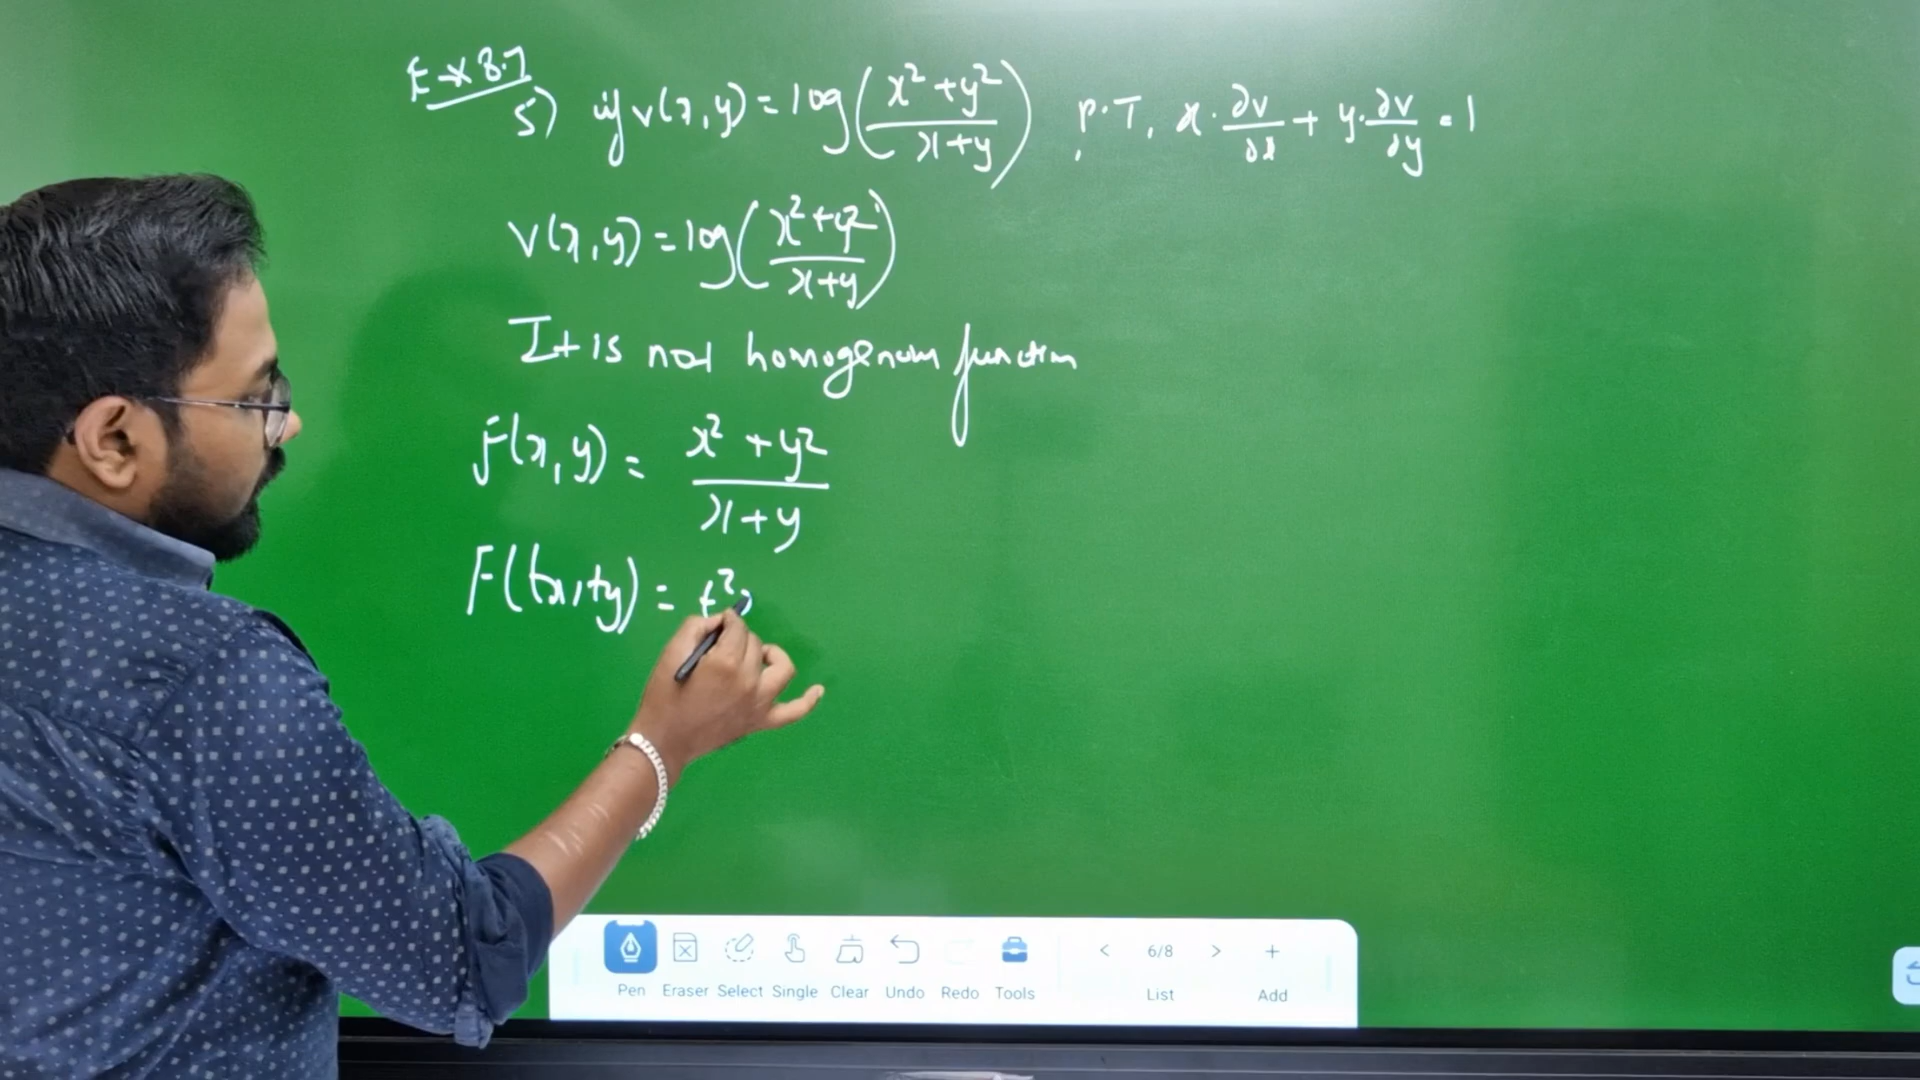 Ex 8.7
5) if v(x,y) = log((x²+y²)/(x+y)) P.T. x·∂v/∂x + y·∂v/∂y = 1
v(x,y) = log((x²+y²)/(x+y))
It is not homogenous function
f(x,y) = (x²+y²)/(x+y)
F(tx,ty) = t²
Pen Eraser Select Single Clear Undo Redo Tools < 6/8 > List + Add